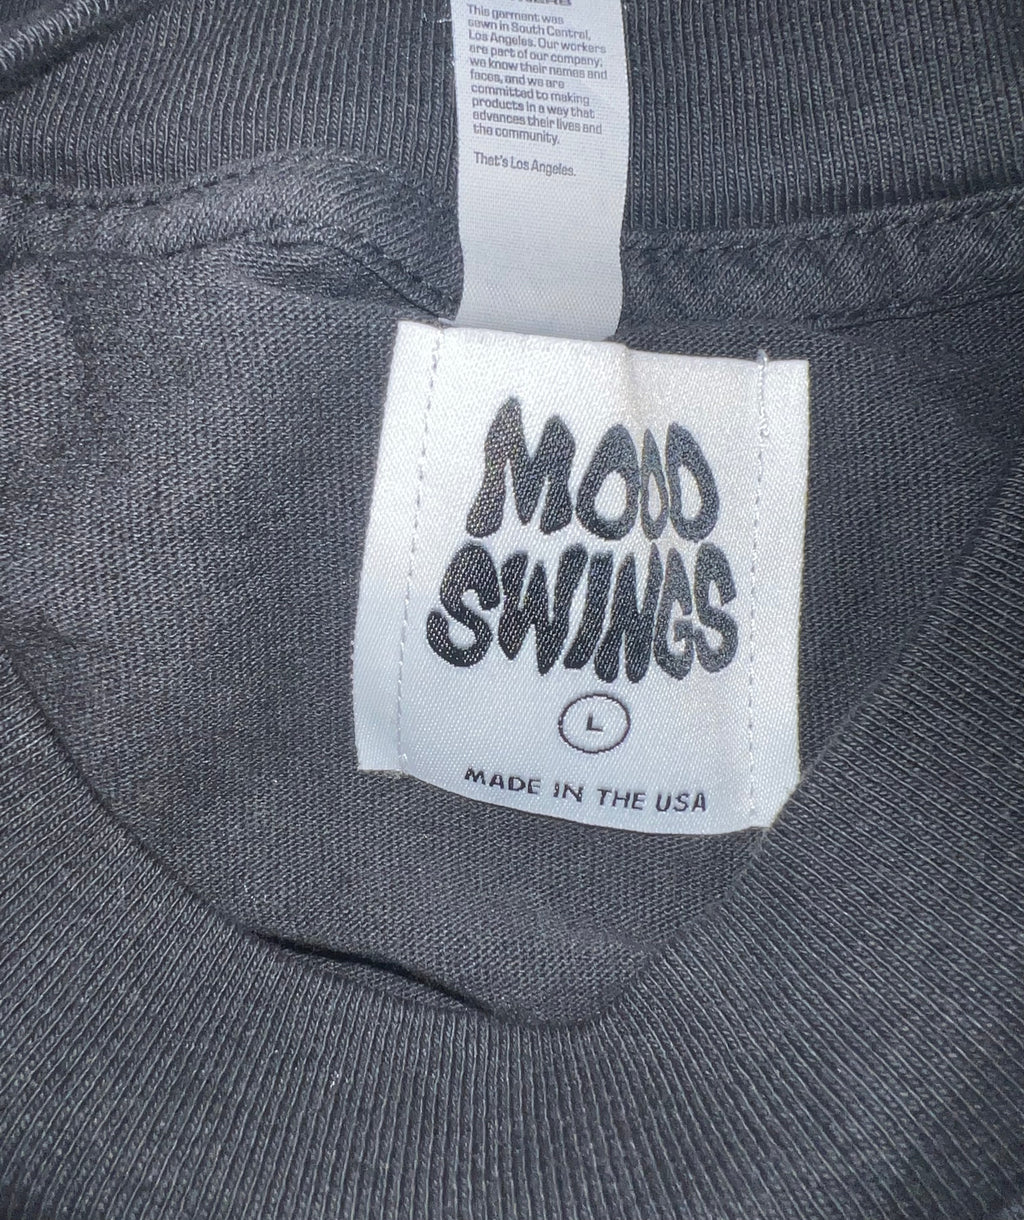 This garment was
sewn in South Central,
Los Angeles. Our workers
are part of our company;
we know their names and
faces, and we are
committed to making
products in a way that
advances their lives and
the community.
That's Los Angeles.
MOOD
SWINGS
L
MADE IN THE USA